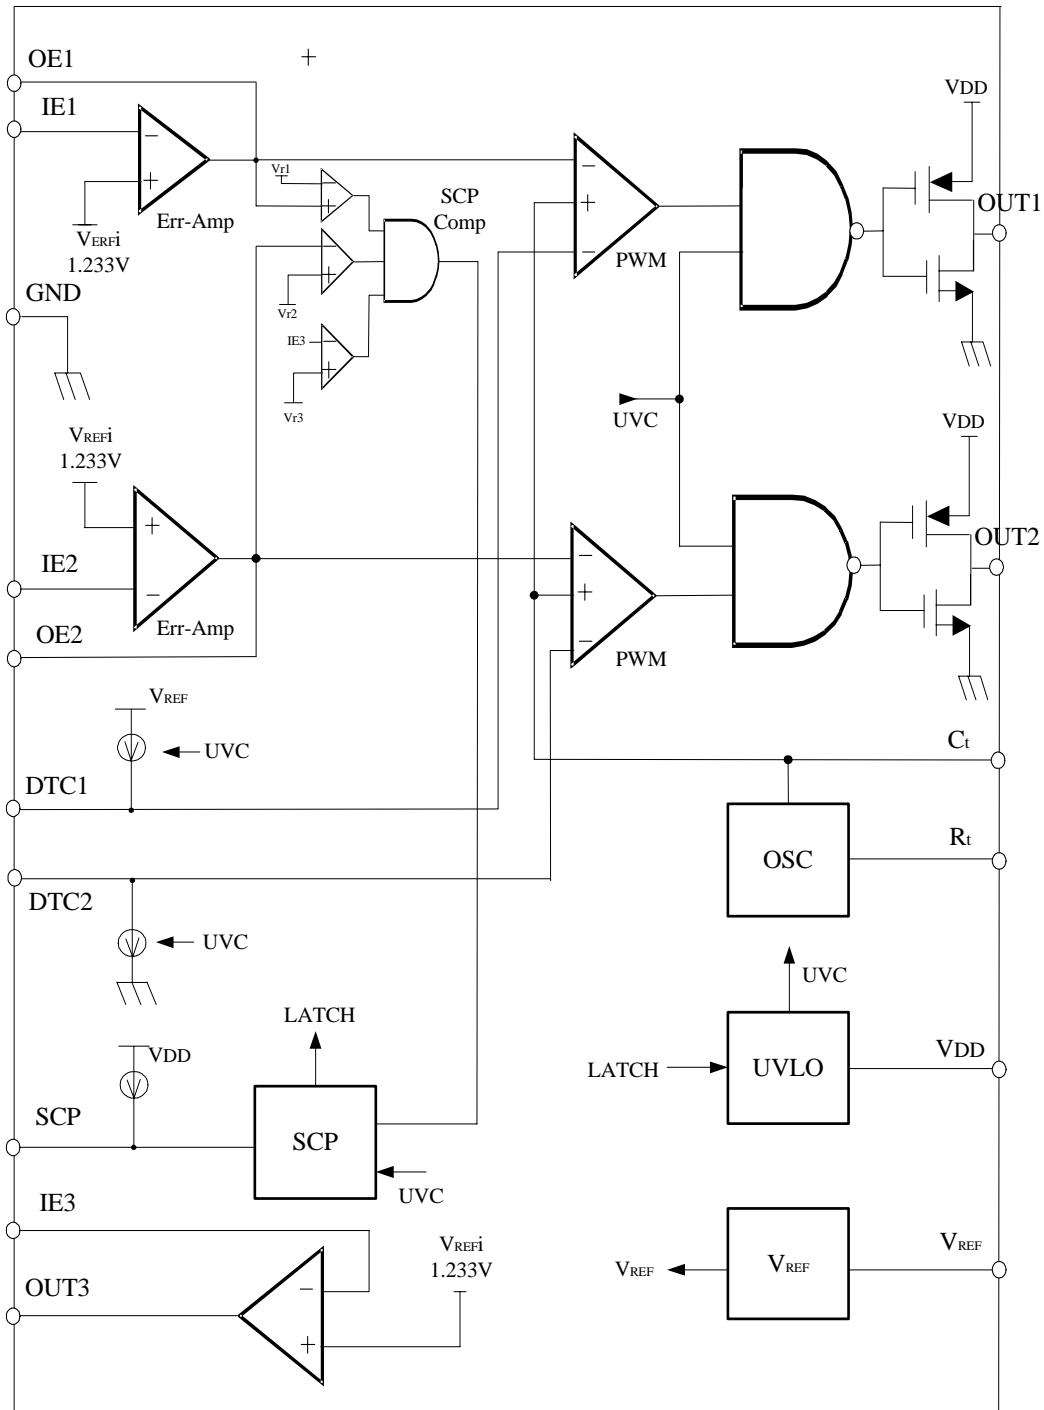 OE1
IE1
VDD
Vr1
SCP
Comp
OUT1
Err-Amp
VERFi
1.233V
PWM
GND
Vr2
IE3
Vr3
UVC
VREFi
1.233V
VDD
OUT2
IE2
Err-Amp
OE2
PWM
VREF
UVC
Ct
DTC1
OSC
Rt
DTC2
UVC
UVC
LATCH
VDD
LATCH
UVLO
VDD
SCP
SCP
UVC
IE3
VREFi
1.233V
VREF
VREF
VREF
OUT3